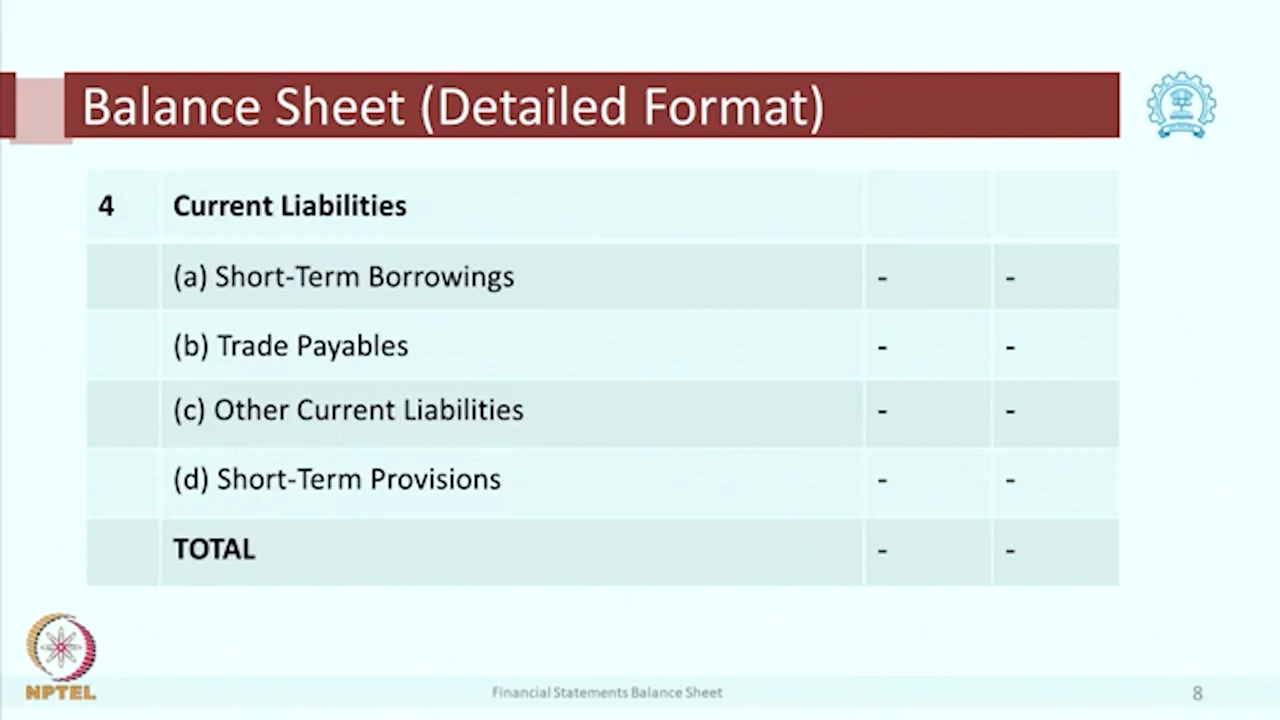 Balance Sheet (Detailed Format)
4 Current Liabilities
(a) Short-Term Borrowings - -
(b) Trade Payables - -
(c) Other Current Liabilities - -
(d) Short-Term Provisions - -
TOTAL - -
NPTEL
Financial Statements Balance Sheet
8